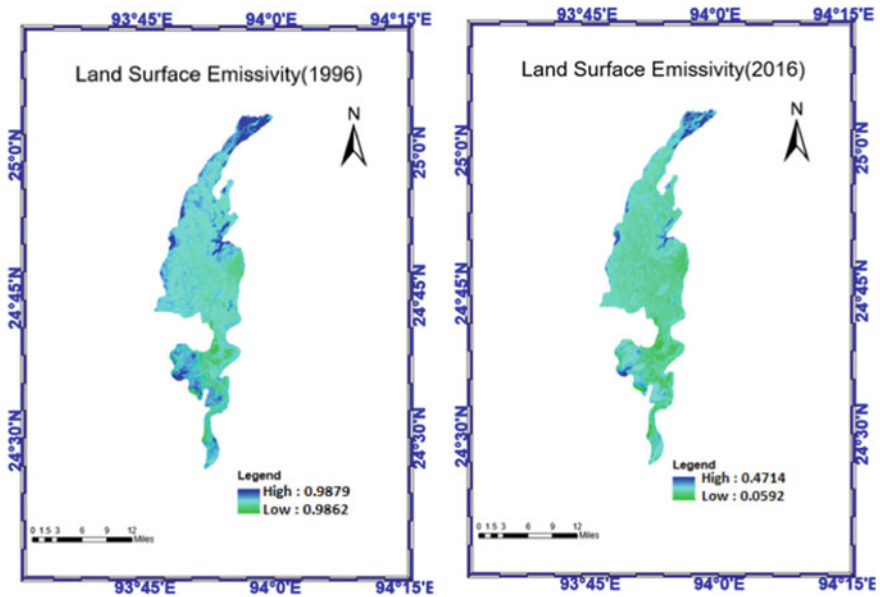 93°45'E 94°0'E 94°15'E
Land Surface Emissivity(1996)
N
25°0'N
25°0'N
24°45'N
24°45'N
24°30'N
24°30'N
Legend
High : 0.9879
Low : 0.9862
0 1.5 3 6 9 12
Miles
93°45'E 94°0'E 94°15'E
93°45'E 94°0'E 94°15'E
Land Surface Emissivity(2016)
N
25°0'N
25°0'N
24°45'N
24°45'N
24°30'N
24°30'N
Legend
High : 0.4714
Low : 0.0592
0 1.5 3 6 9 12
Miles
93°45'E 94°0'E 94°15'E